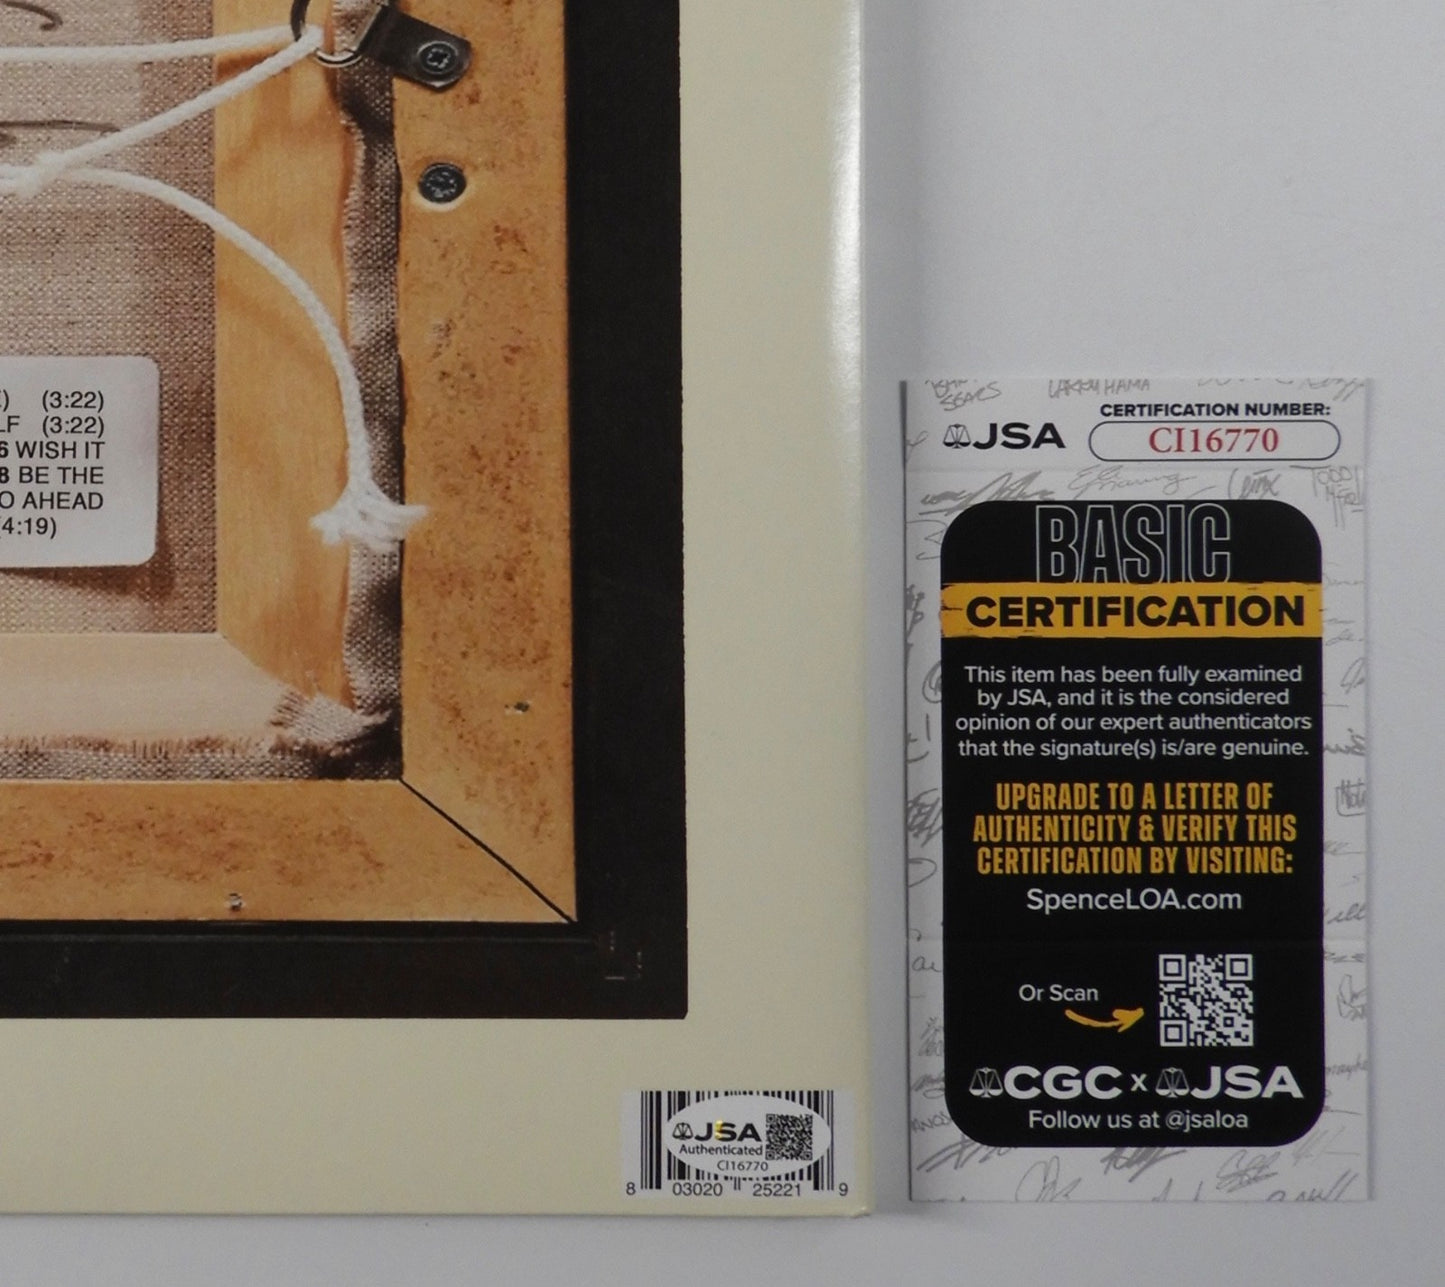 ) (3:22)
LF (3:22)
6 WISH IT
8 BE THE
O AHEAD
(4:19)
SEARS
LARRY HAMA
JSA
CERTIFICATION NUMBER:
CI16770
BASIC
CERTIFICATION
This item has been fully examined
by JSA, and it is the considered
opinion of our expert authenticators
that the signature(s) is/are genuine.
UPGRADE TO A LETTER OF
AUTHENTICITY & VERIFY THIS
CERTIFICATION BY VISITING:
SpenceLOA.com
Or Scan
CGC x JSA
Follow us at @jsaloa
JSA
Authenticated
CI16770
8 03020 25221 9